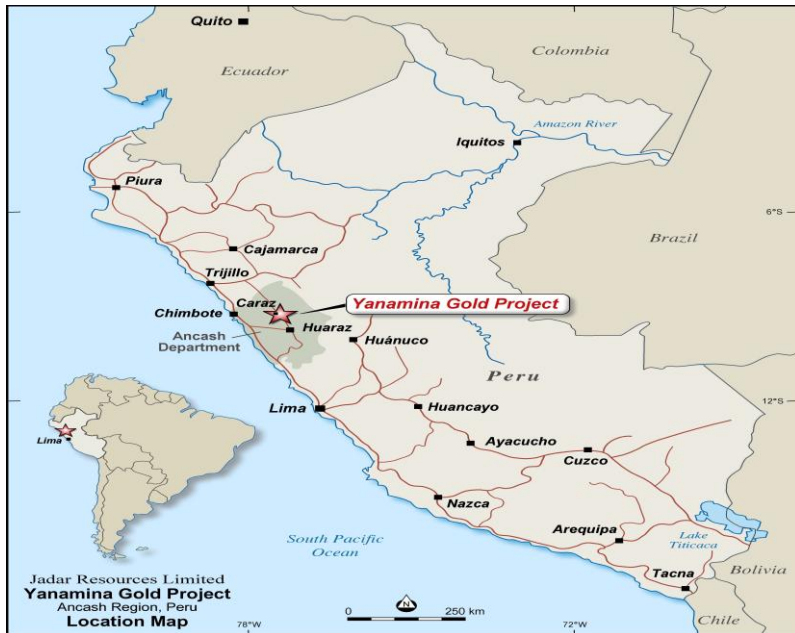 Quito
Colombia
Ecuador
Amazon River
Iquitos
Piura
6°S
Brazil
Cajamarca
Trijillo
Caraz
Yanamina Gold Project
Chimbote
Huaraz
Ancash
Department
Huánuco
Peru
12°S
Lima
Huancayo
Ayacucho
Cuzco
Lima
Nazca
South Pacific
Ocean
Arequipa
Lake
Titicaca
Bolivia
Jadar Resources Limited
Yanamina Gold Project
Ancash Region, Peru
Location Map
Tacna
N
0 250 km
Chile
78°W
72°W